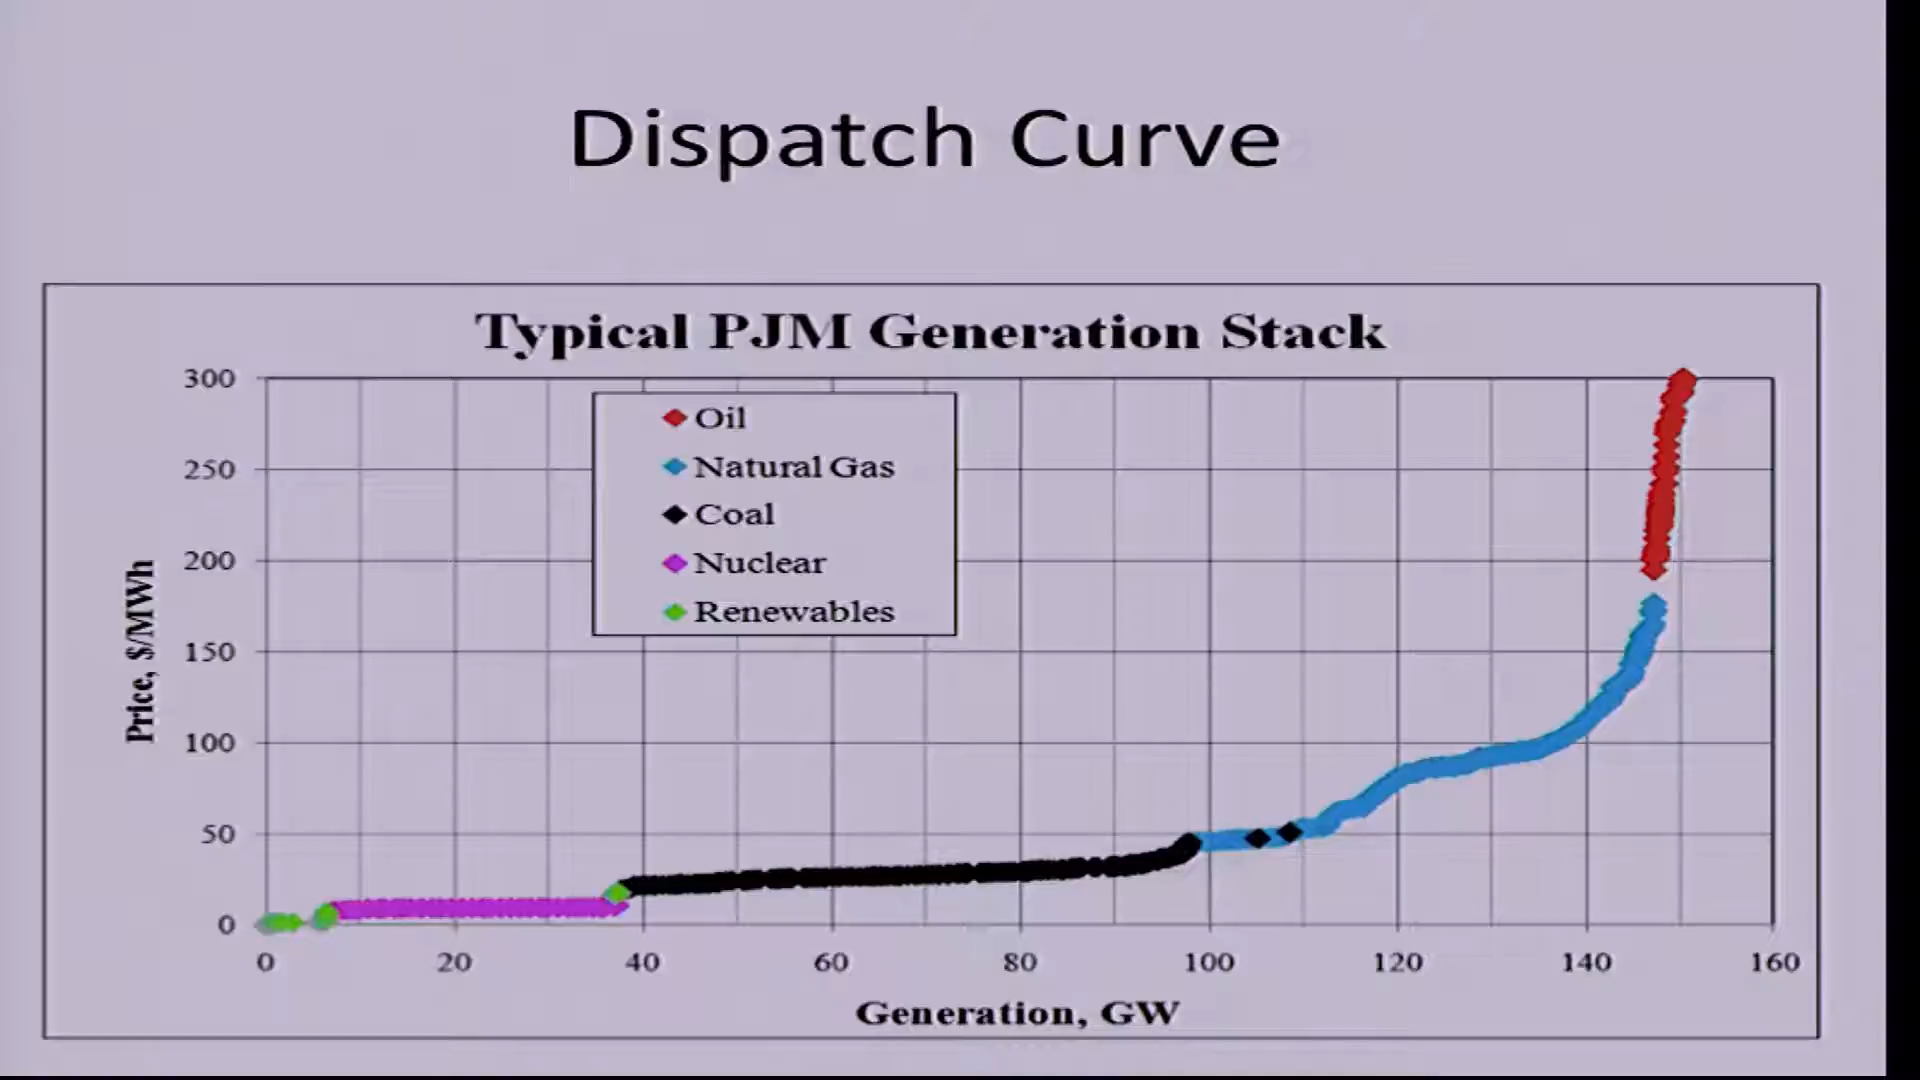 Dispatch Curve
Typical PJM Generation Stack
300
250
200
150
100
50
0
Price, $/MWh
Oil
Natural Gas
Coal
Nuclear
Renewables
0 20 40 60 80 100 120 140 160
Generation, GW